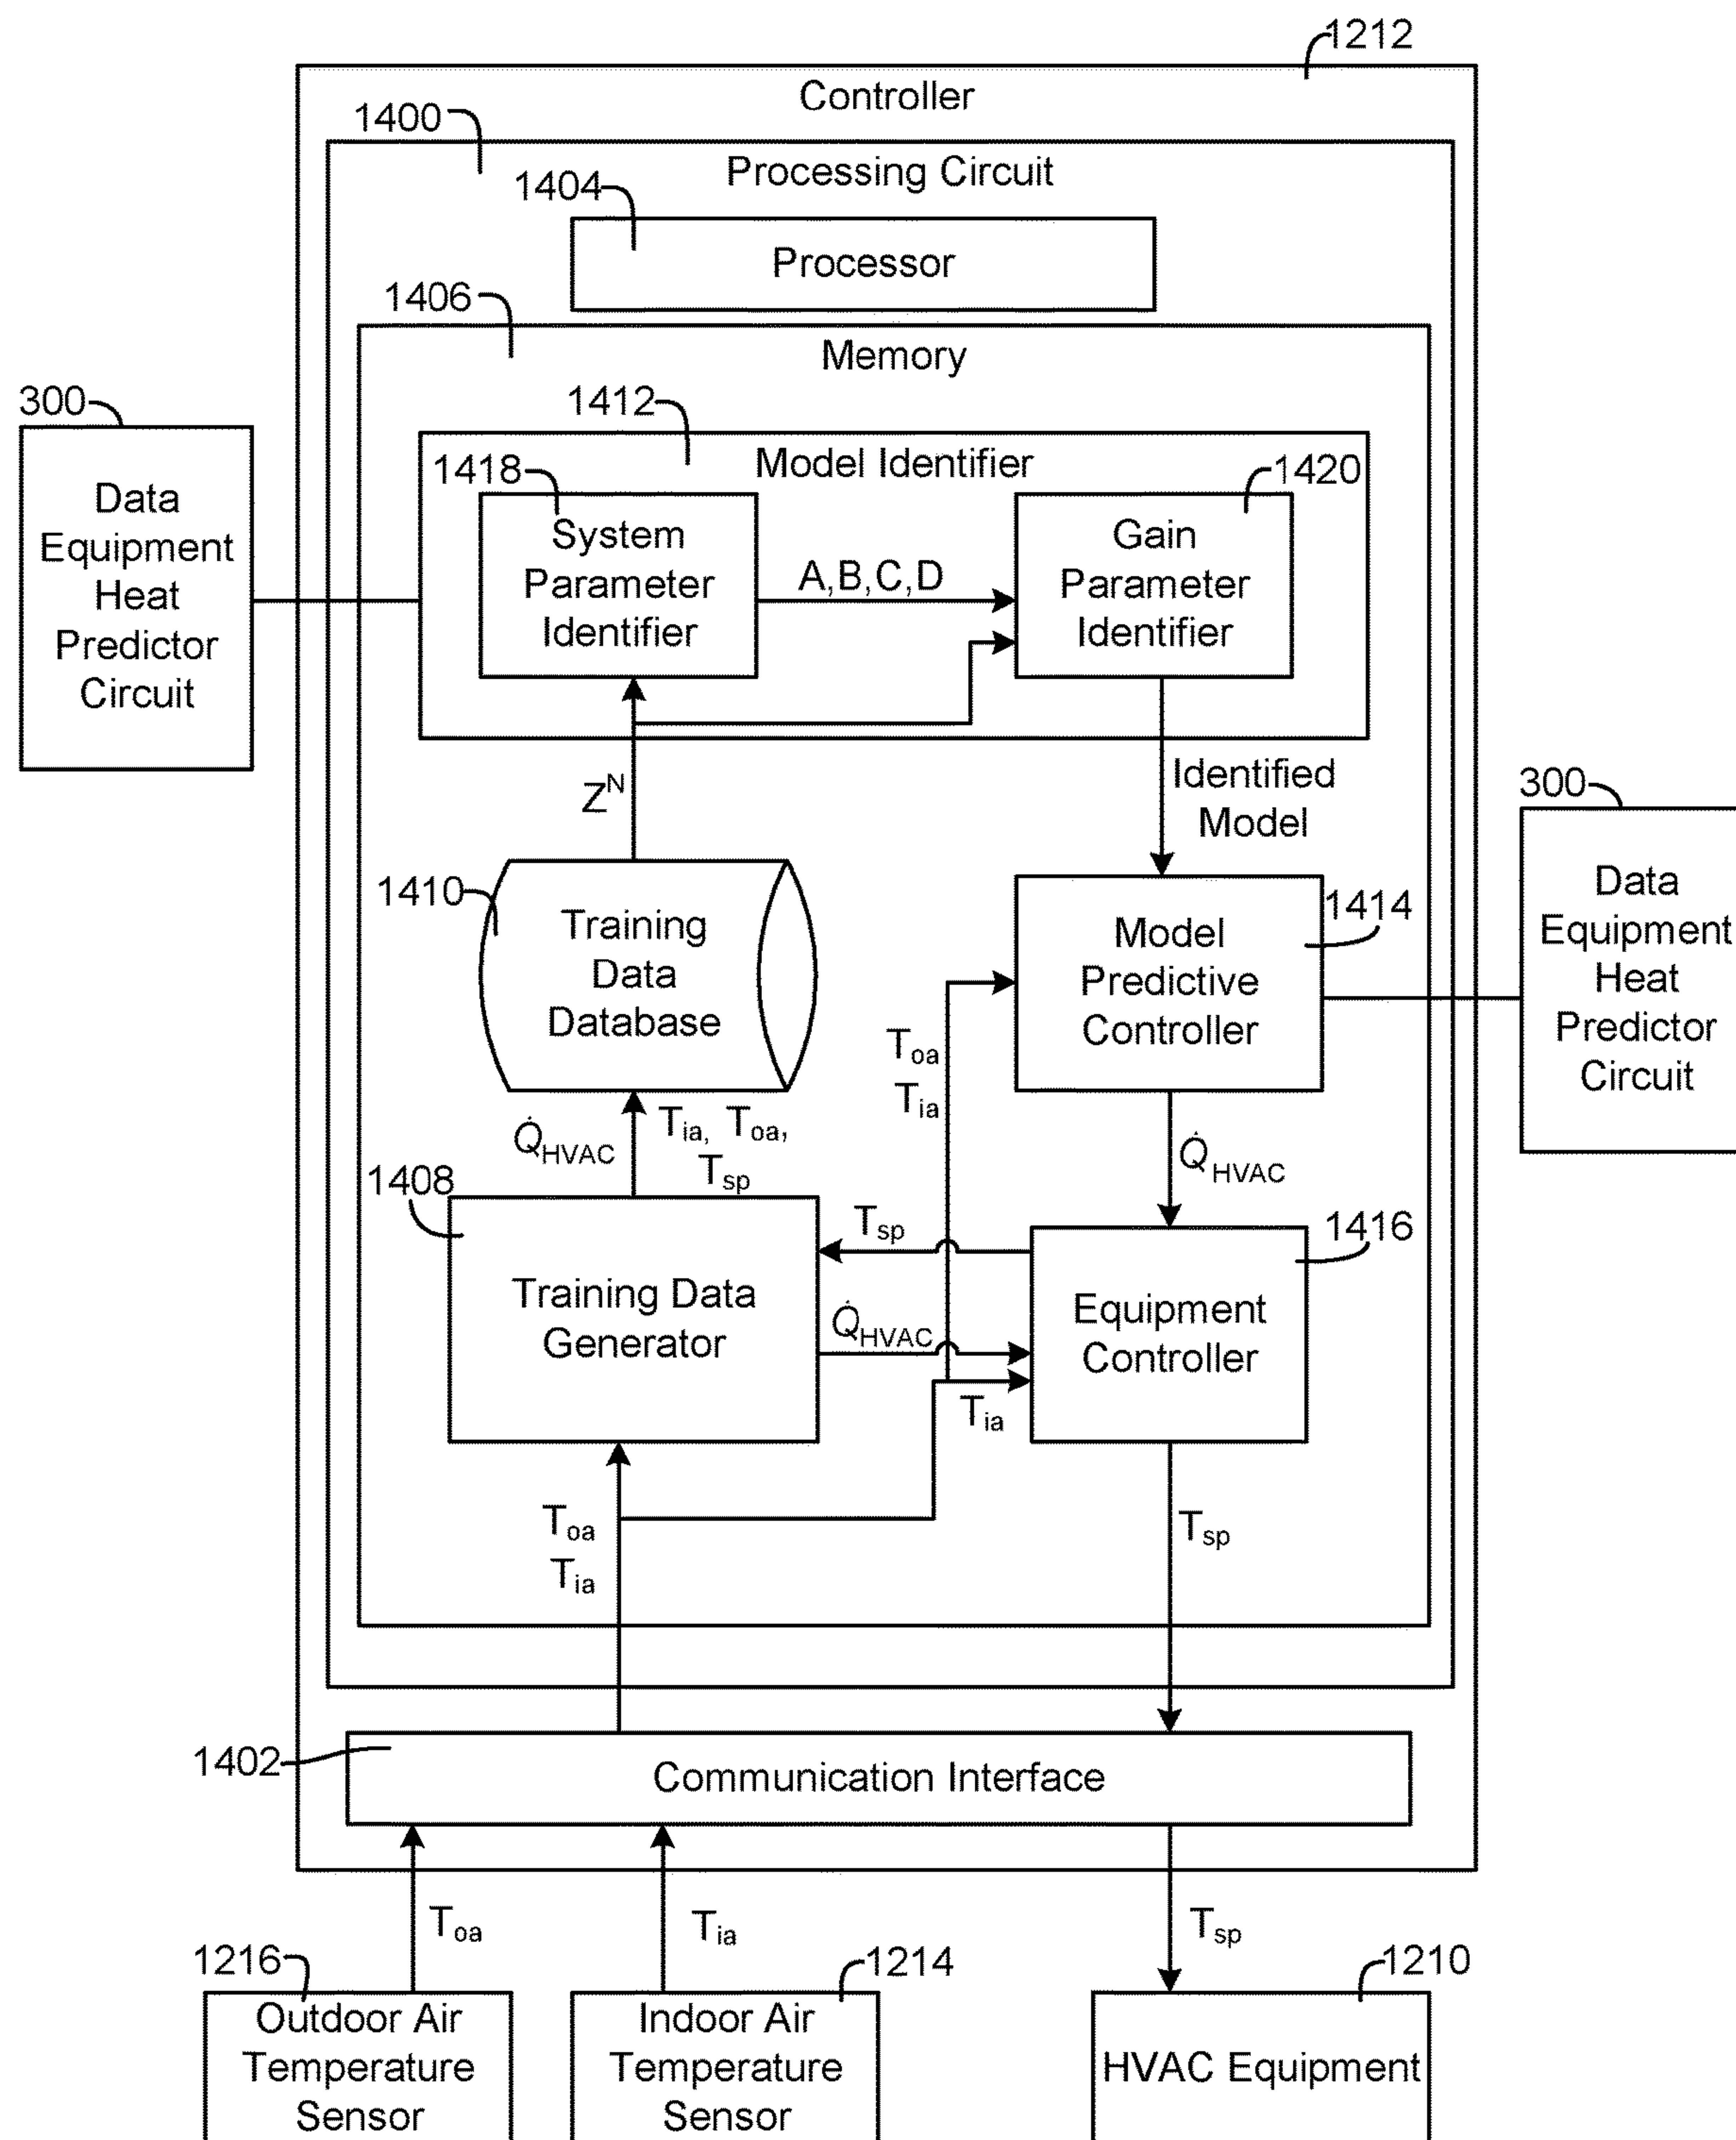 1212
Controller
1400
Processing Circuit
1404
Processor
1406
Memory
300
Data
Equipment
Heat
Predictor
Circuit
1412
Model Identifier
1418
System
Parameter
Identifier
A,B,C,D
1420
Gain
Parameter
Identifier
Z^N
Identified
Model
300
Data
Equipment
Heat
Predictor
Circuit
1410
Training
Data
Database
1414
Model
Predictive
Controller
T_oa
T_ia
Q̇_HVAC
T_ia, T_oa,
T_sp
Q̇_HVAC
1408
Training Data
Generator
T_sp
Q̇_HVAC
T_ia
1416
Equipment
Controller
T_oa
T_ia
T_sp
1402
Communication Interface
T_oa
T_ia
T_sp
1216
Outdoor Air
Temperature
Sensor
1214
Indoor Air
Temperature
Sensor
1210
HVAC Equipment